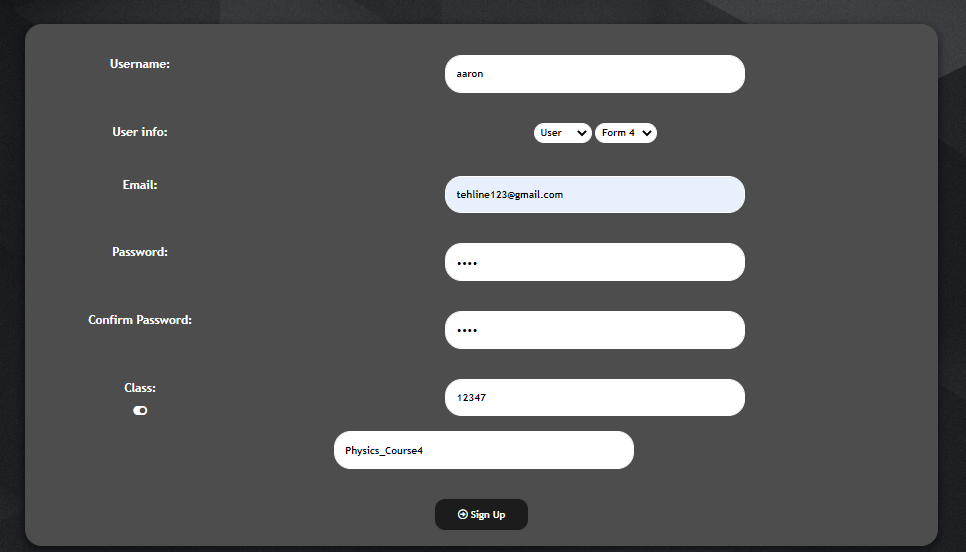 Username:
aaron
User info:
User Form 4
Email:
tehline123@gmail.com
Password:
••••
Confirm Password:
••••
Class:
12347
Physics_Course4
Sign Up